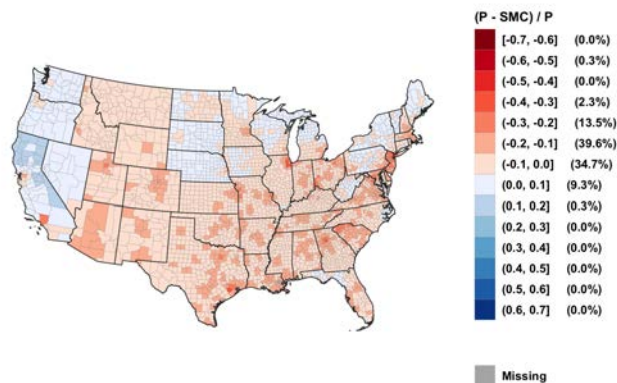 (P - SMC) / P
[-0.7, -0.6] (0.0%)
(-0.6, -0.5] (0.3%)
(-0.5, -0.4] (0.0%)
(-0.4, -0.3] (2.3%)
(-0.3, -0.2] (13.5%)
(-0.2, -0.1] (39.6%)
(-0.1, 0.0] (34.7%)
(0.0, 0.1] (9.3%)
(0.1, 0.2] (0.3%)
(0.2, 0.3] (0.0%)
(0.3, 0.4] (0.0%)
(0.4, 0.5] (0.0%)
(0.5, 0.6] (0.0%)
(0.6, 0.7] (0.0%)
Missing